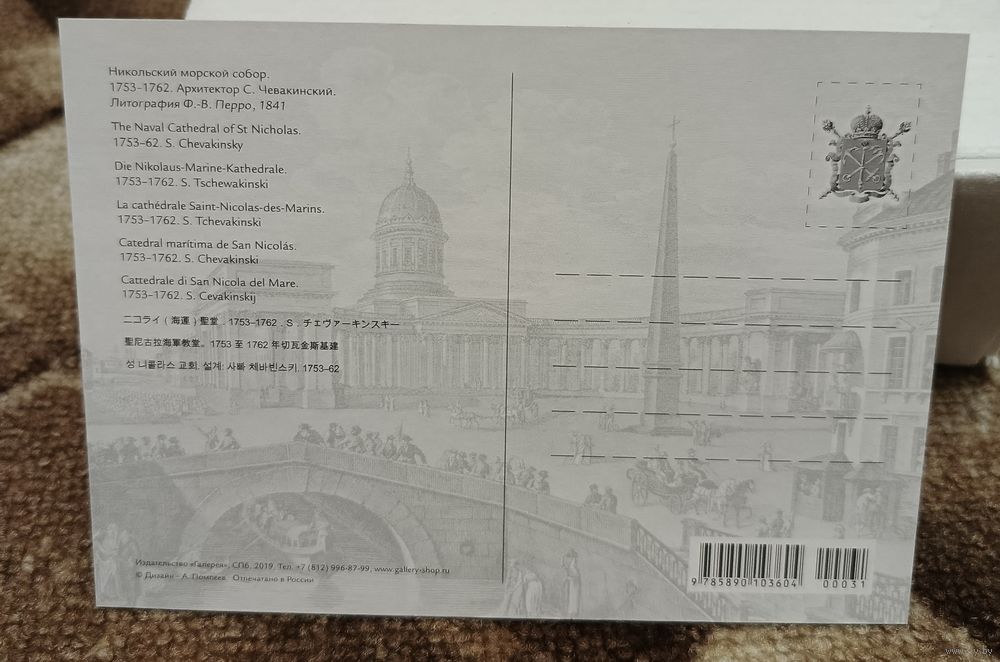 Никольский морской собор.
1753–1762. Архитектор С. Чевакинский.
Литография Ф.-В. Перро, 1841
The Naval Cathedral of St Nicholas.
1753–62. S. Chevakinsky
Die Nikolaus-Marine-Kathedrale.
1753–1762. S. Tschewakinski
La cathédrale Saint-Nicolas-des-Marins.
1753–1762. S. Tchevakinski
Catedral marítima de San Nicolás.
1753–1762. S. Chevakinski
Cattedrale di San Nicola del Mare.
1753–1762. S. Cevakinskij
ニコライ（海運）聖堂．1753–1762．S．チェヴァーキンスキー
聖尼古拉海軍教堂。1753 至 1762 年切瓦金斯基建
성 니콜라스 교회. 설계: 사빠 체바빈스키. 1753–62
Издательство «Галерея», СПб, 2019. Тел. +7 (812) 996-87-99, www.gallery-shop.ru
© Дизайн – А. Помпеев Отпечатано в России
9 785890 103604 00031